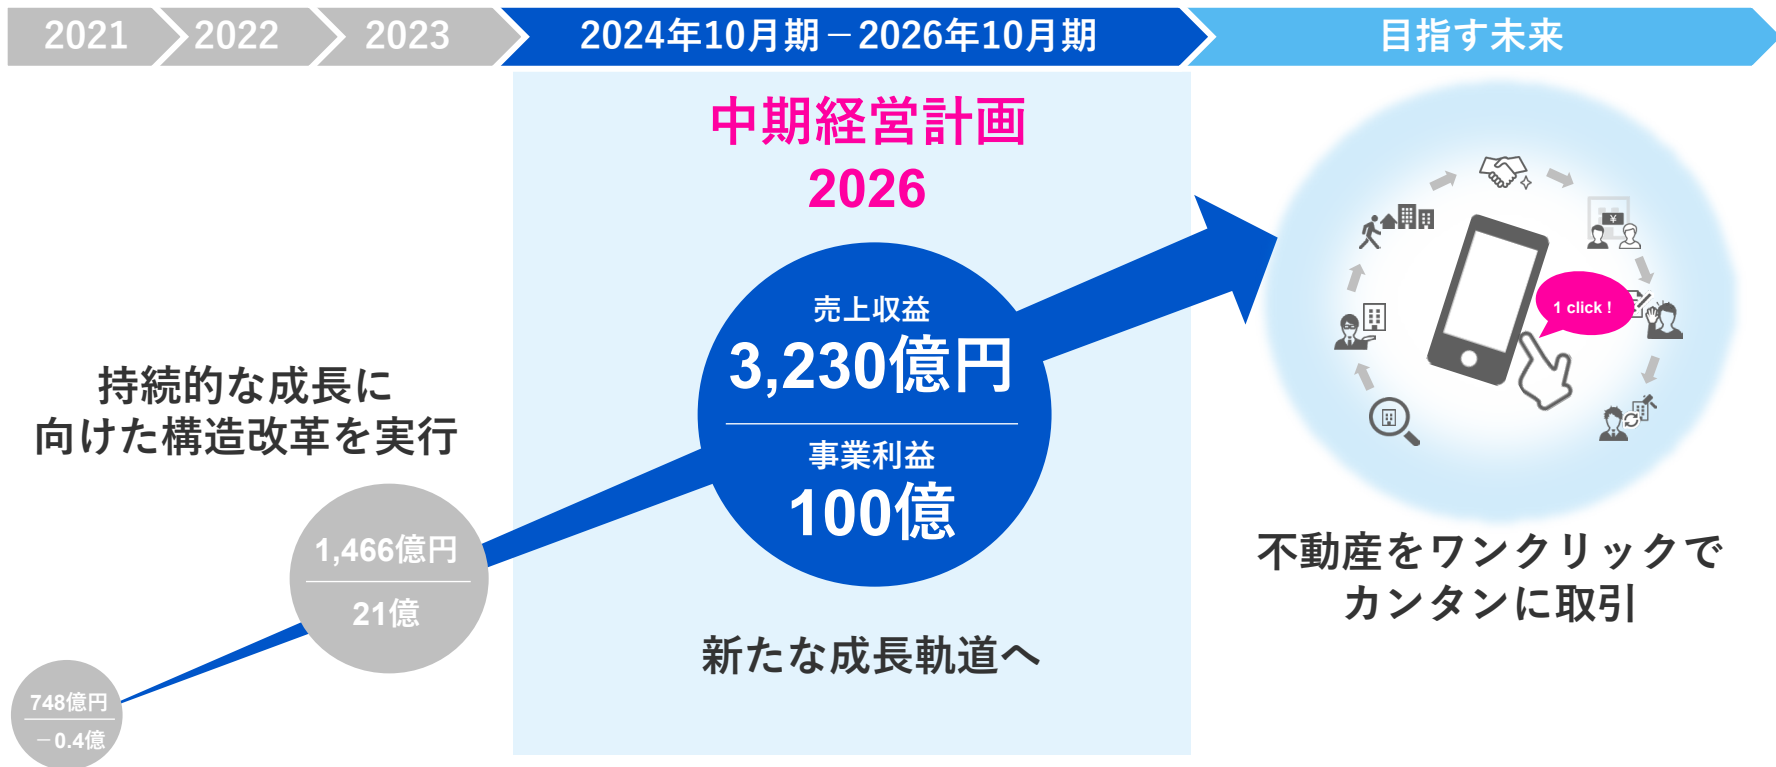 2021
2022
2023
2024年10月期－2026年10月期
目指す未来
中期経営計画
2026
売上収益
3,230億円
事業利益
100億
持続的な成長に
向けた構造改革を実行
1,466億円
21億
748億円
－0.4億
新たな成長軌道へ
¥
1 click !
不動産をワンクリックで
カンタンに取引